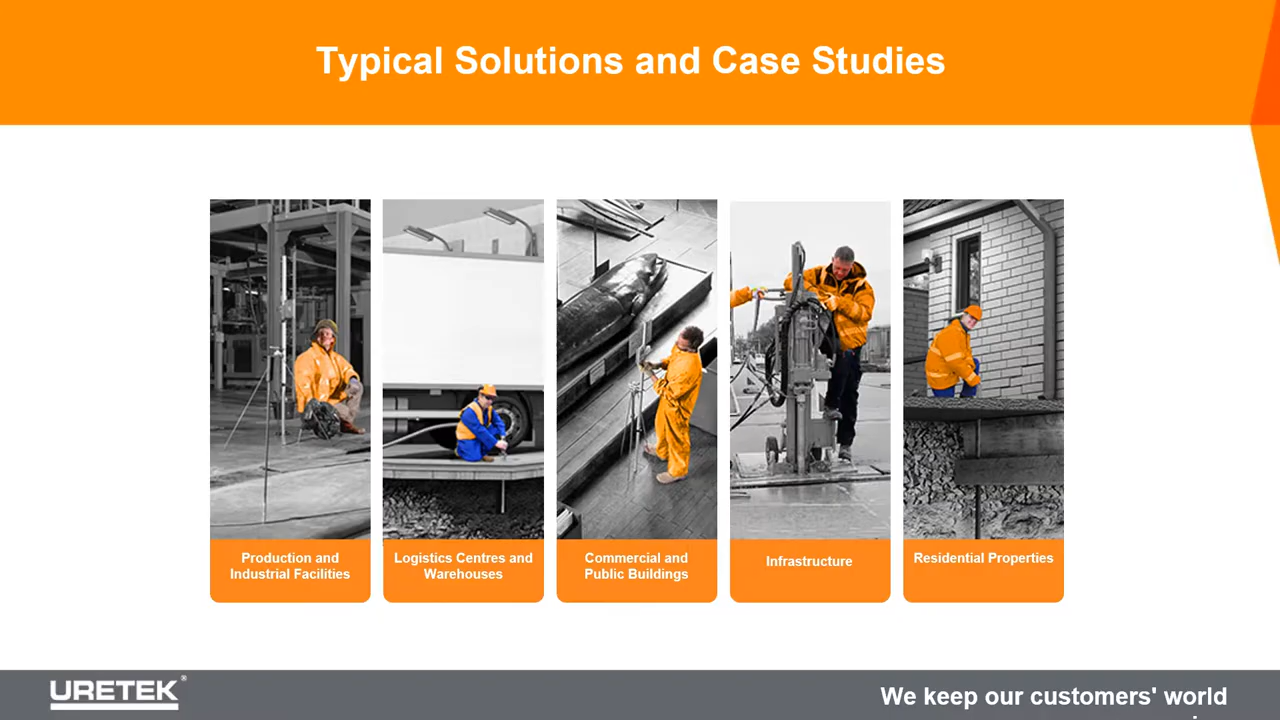 Typical Solutions and Case Studies
Production and
Industrial Facilities
Logistics Centres and
Warehouses
Commercial and
Public Buildings
Infrastructure
Residential Properties
URETEK®
We keep our customers' world